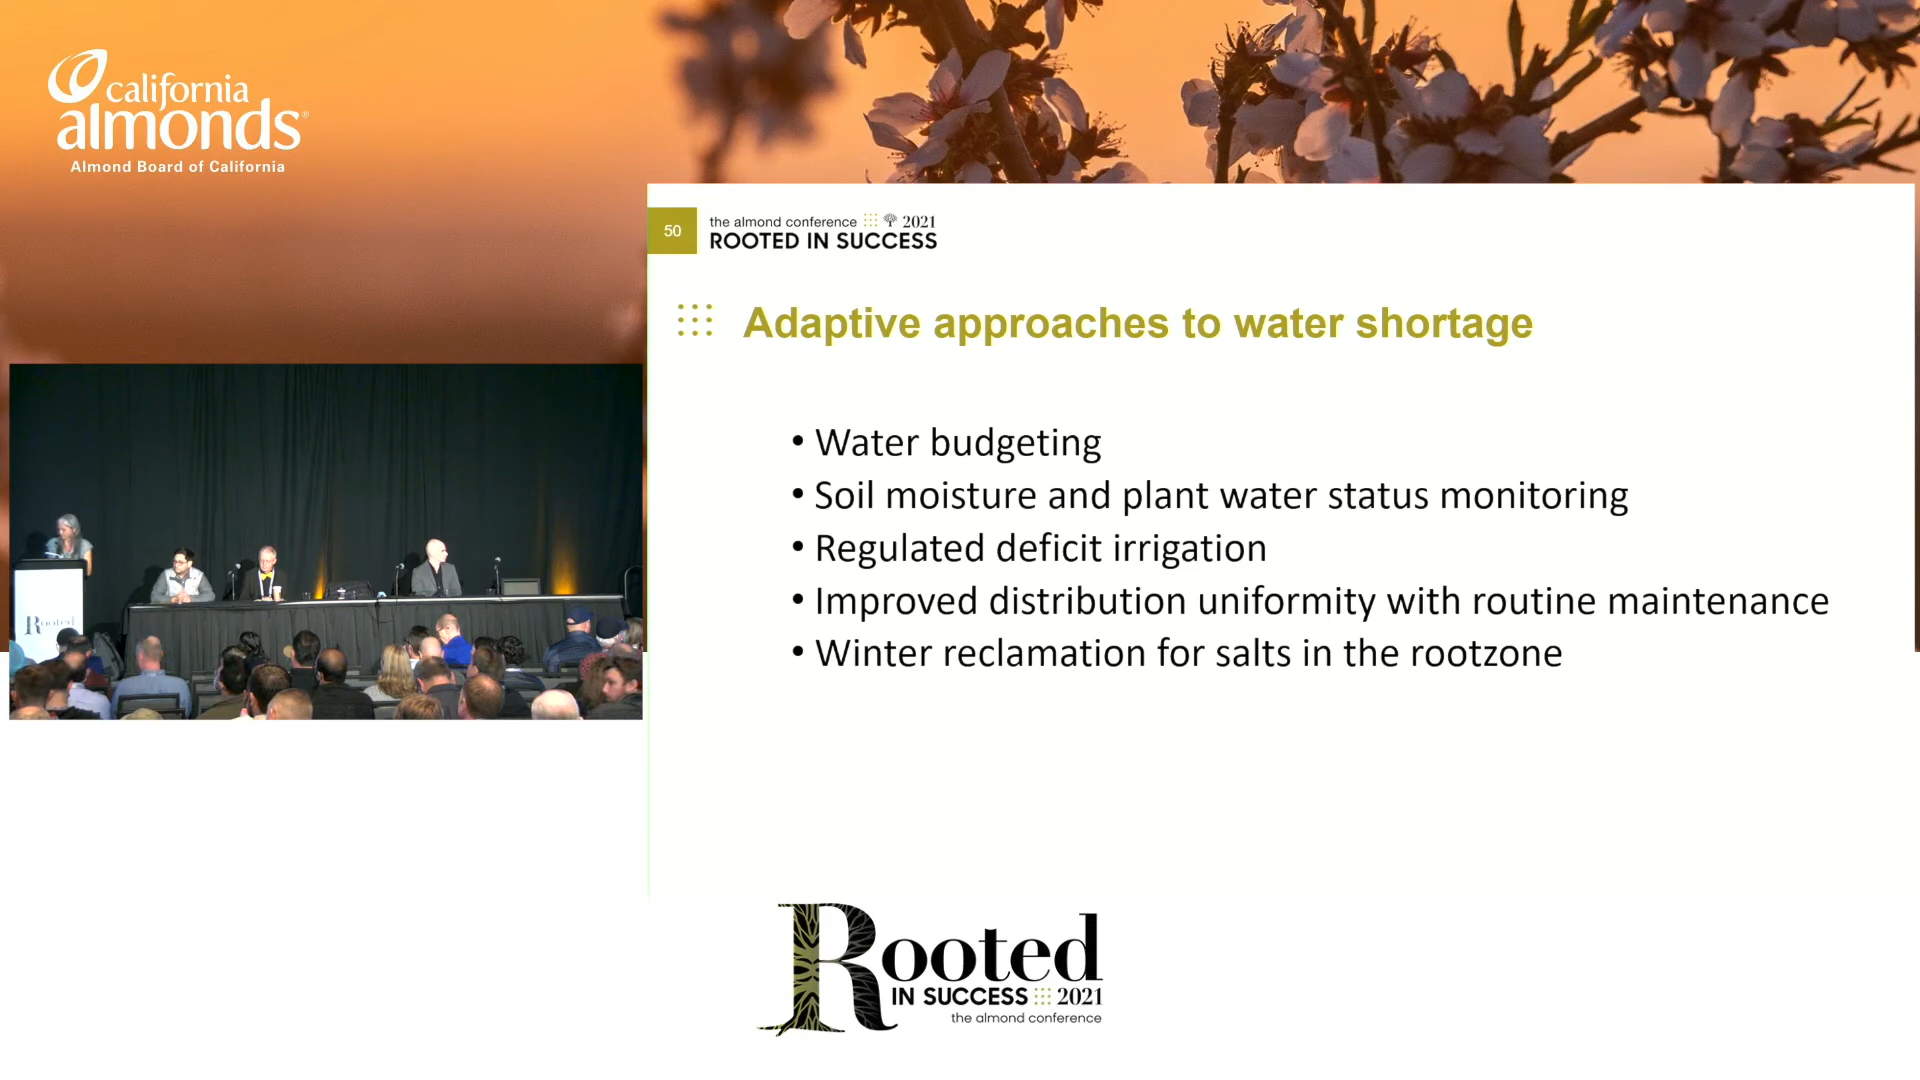 california
almonds®
Almond Board of California
50
the almond conference 2021
ROOTED IN SUCCESS
Adaptive approaches to water shortage
• Water budgeting
• Soil moisture and plant water status monitoring
• Regulated deficit irrigation
• Improved distribution uniformity with routine maintenance
• Winter reclamation for salts in the rootzone
Rooted
Rooted
IN SUCCESS 2021
the almond conference